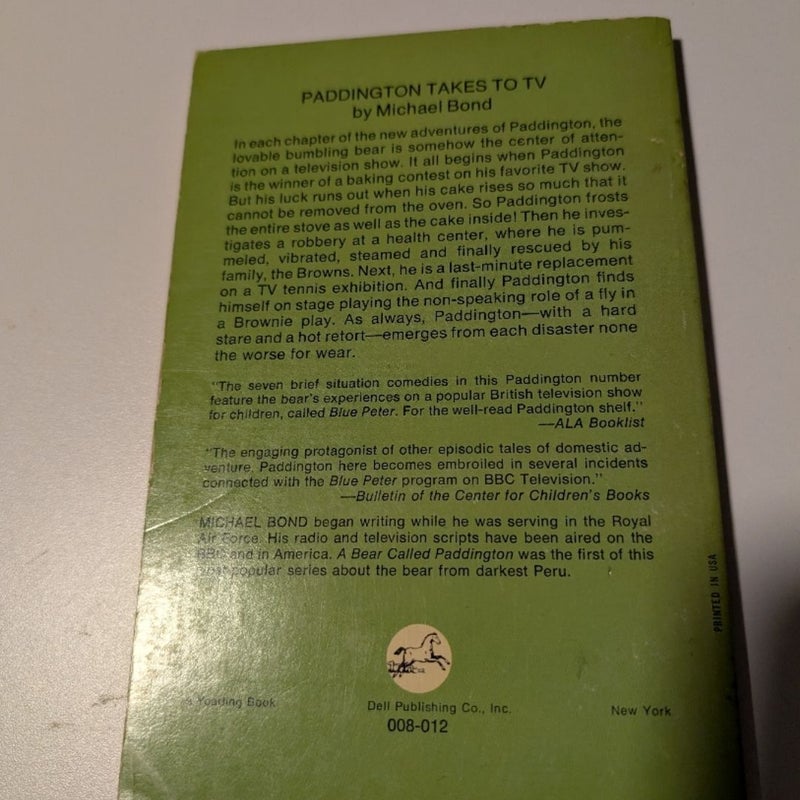 PADDINGTON TAKES TO TV
by Michael Bond
In each chapter of the new adventures of Paddington, the
lovable bumbling bear is somehow the center of atten-
tion on a television show. It all begins when Paddington
is the winner of a baking contest on his favorite TV show.
But his luck runs out when his cake rises so much that it
cannot be removed from the oven. So Paddington frosts
the entire stove as well as the cake inside! Then he inves-
tigates a robbery at a health center, where he is pum-
meled, vibrated, steamed and finally rescued by his
family, the Browns. Next, he is a last-minute replacement
on a TV tennis exhibition. And finally Paddington finds
himself on stage playing the non-speaking role of a fly in
a Brownie play. As always, Paddington—with a hard
stare and a hot retort—emerges from each disaster none
the worse for wear.
"The seven brief situation comedies in this Paddington number
feature the bear's experiences on a popular British television show
for children, called Blue Peter. For the well-read Paddington shelf."
—ALA Booklist
"The engaging protagonist of other episodic tales of domestic ad-
venture, Paddington here becomes embroiled in several incidents
connected with the Blue Peter program on BBC Television."
—Bulletin of the Center for Children's Books
MICHAEL BOND began writing while he was serving in the Royal
Air Force. His radio and television scripts have been aired on the
BBC and in America. A Bear Called Paddington was the first of this
popular series about the bear from darkest Peru.
PRINTED IN USA
a Yearling Book
Dell Publishing Co., Inc.
New York
008-012